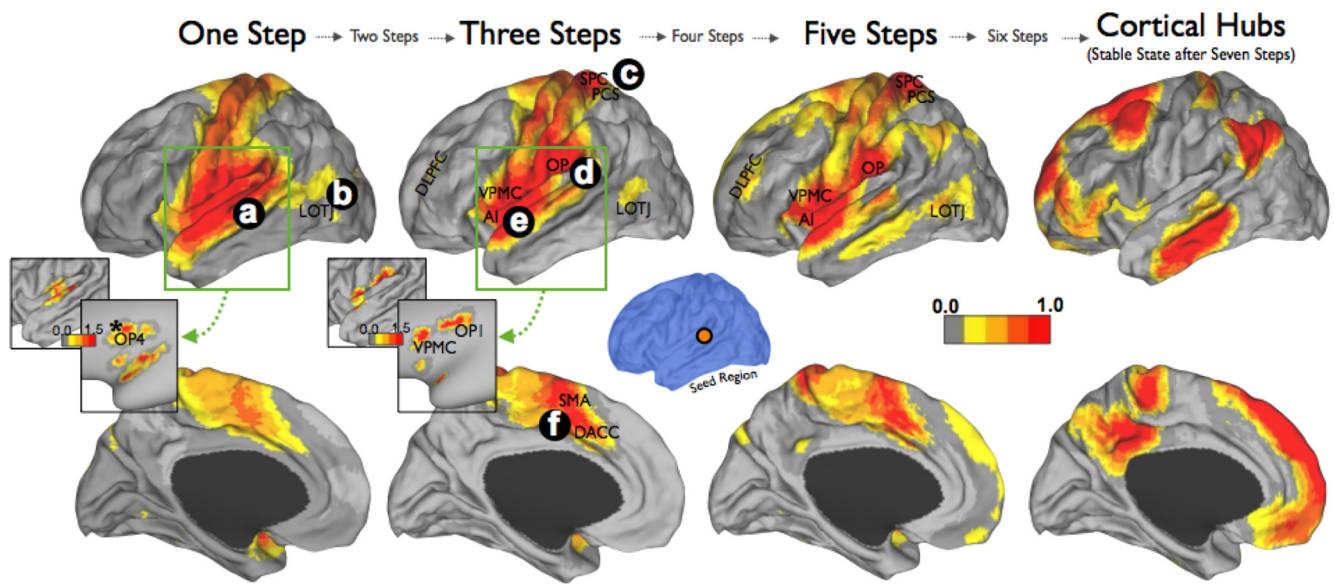 One Step Two Steps Three Steps Four Steps Five Steps Six Steps Cortical Hubs
(Stable State after Seven Steps)
a
b
LOTJ
c
SPC
PCS
d
OP
DLPFC
VPMC
AI
e
LOTJ
SPC
PCS
DLPFC
OP
VPMC
AI
LOTJ
0.0 1.5
*
OP4
0.0 1.5
OP1
VPMC
Seed Region
0.0 1.0
SMA
f
DACC